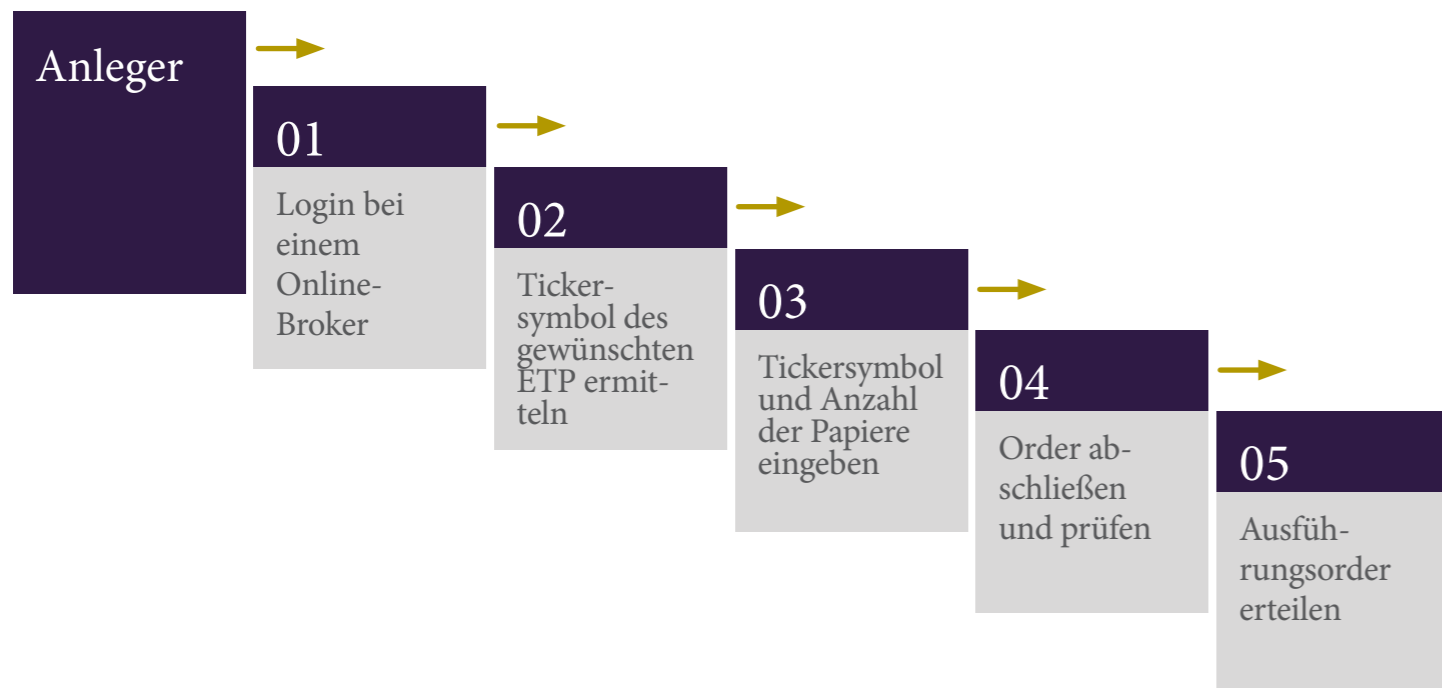 Anleger
01
Login bei
einem
Online-
Broker
02
Ticker-
symbol des
gewünschten
ETP ermit-
teln
03
Tickersymbol
und Anzahl
der Papiere
eingeben
04
Order ab-
schließen
und prüfen
05
Ausfüh-
rungsorder
erteilen